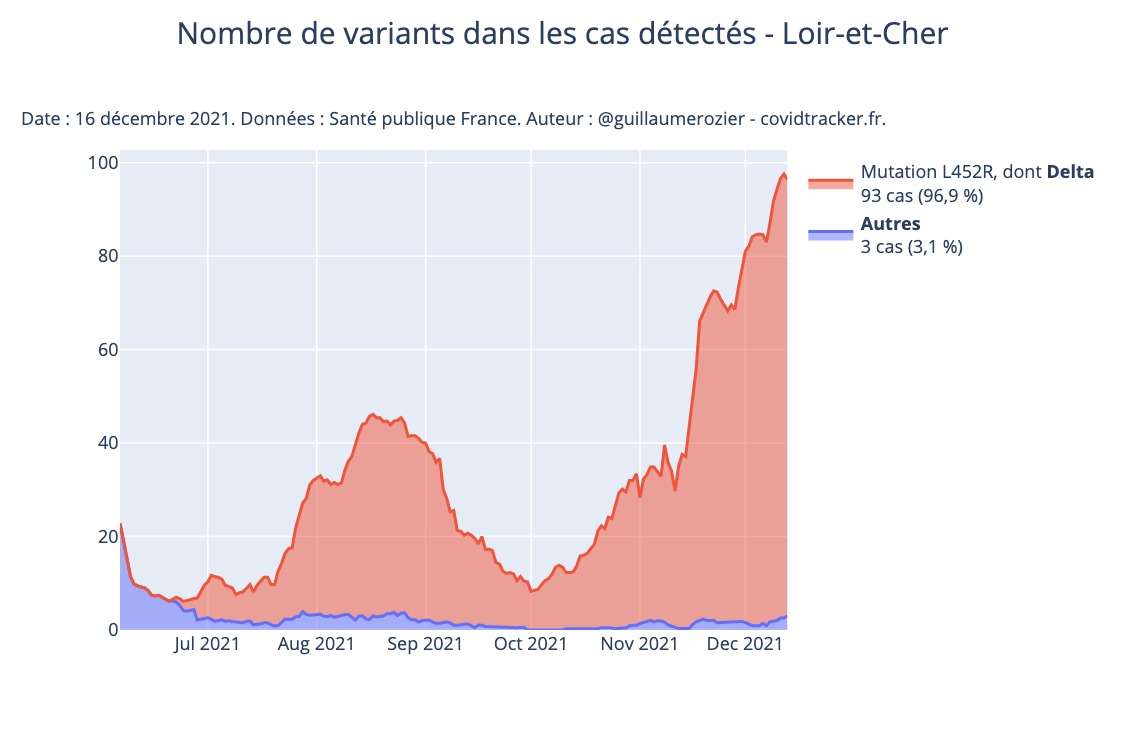 Nombre de variants dans les cas détectés - Loir-et-Cher
Date : 16 décembre 2021. Données : Santé publique France. Auteur : @guillaumerozier - covidtracker.fr.
100
80
60
40
20
0
Jul 2021
Aug 2021
Sep 2021
Oct 2021
Nov 2021
Dec 2021
Mutation L452R, dont Delta
93 cas (96,9 %)
Autres
3 cas (3,1 %)